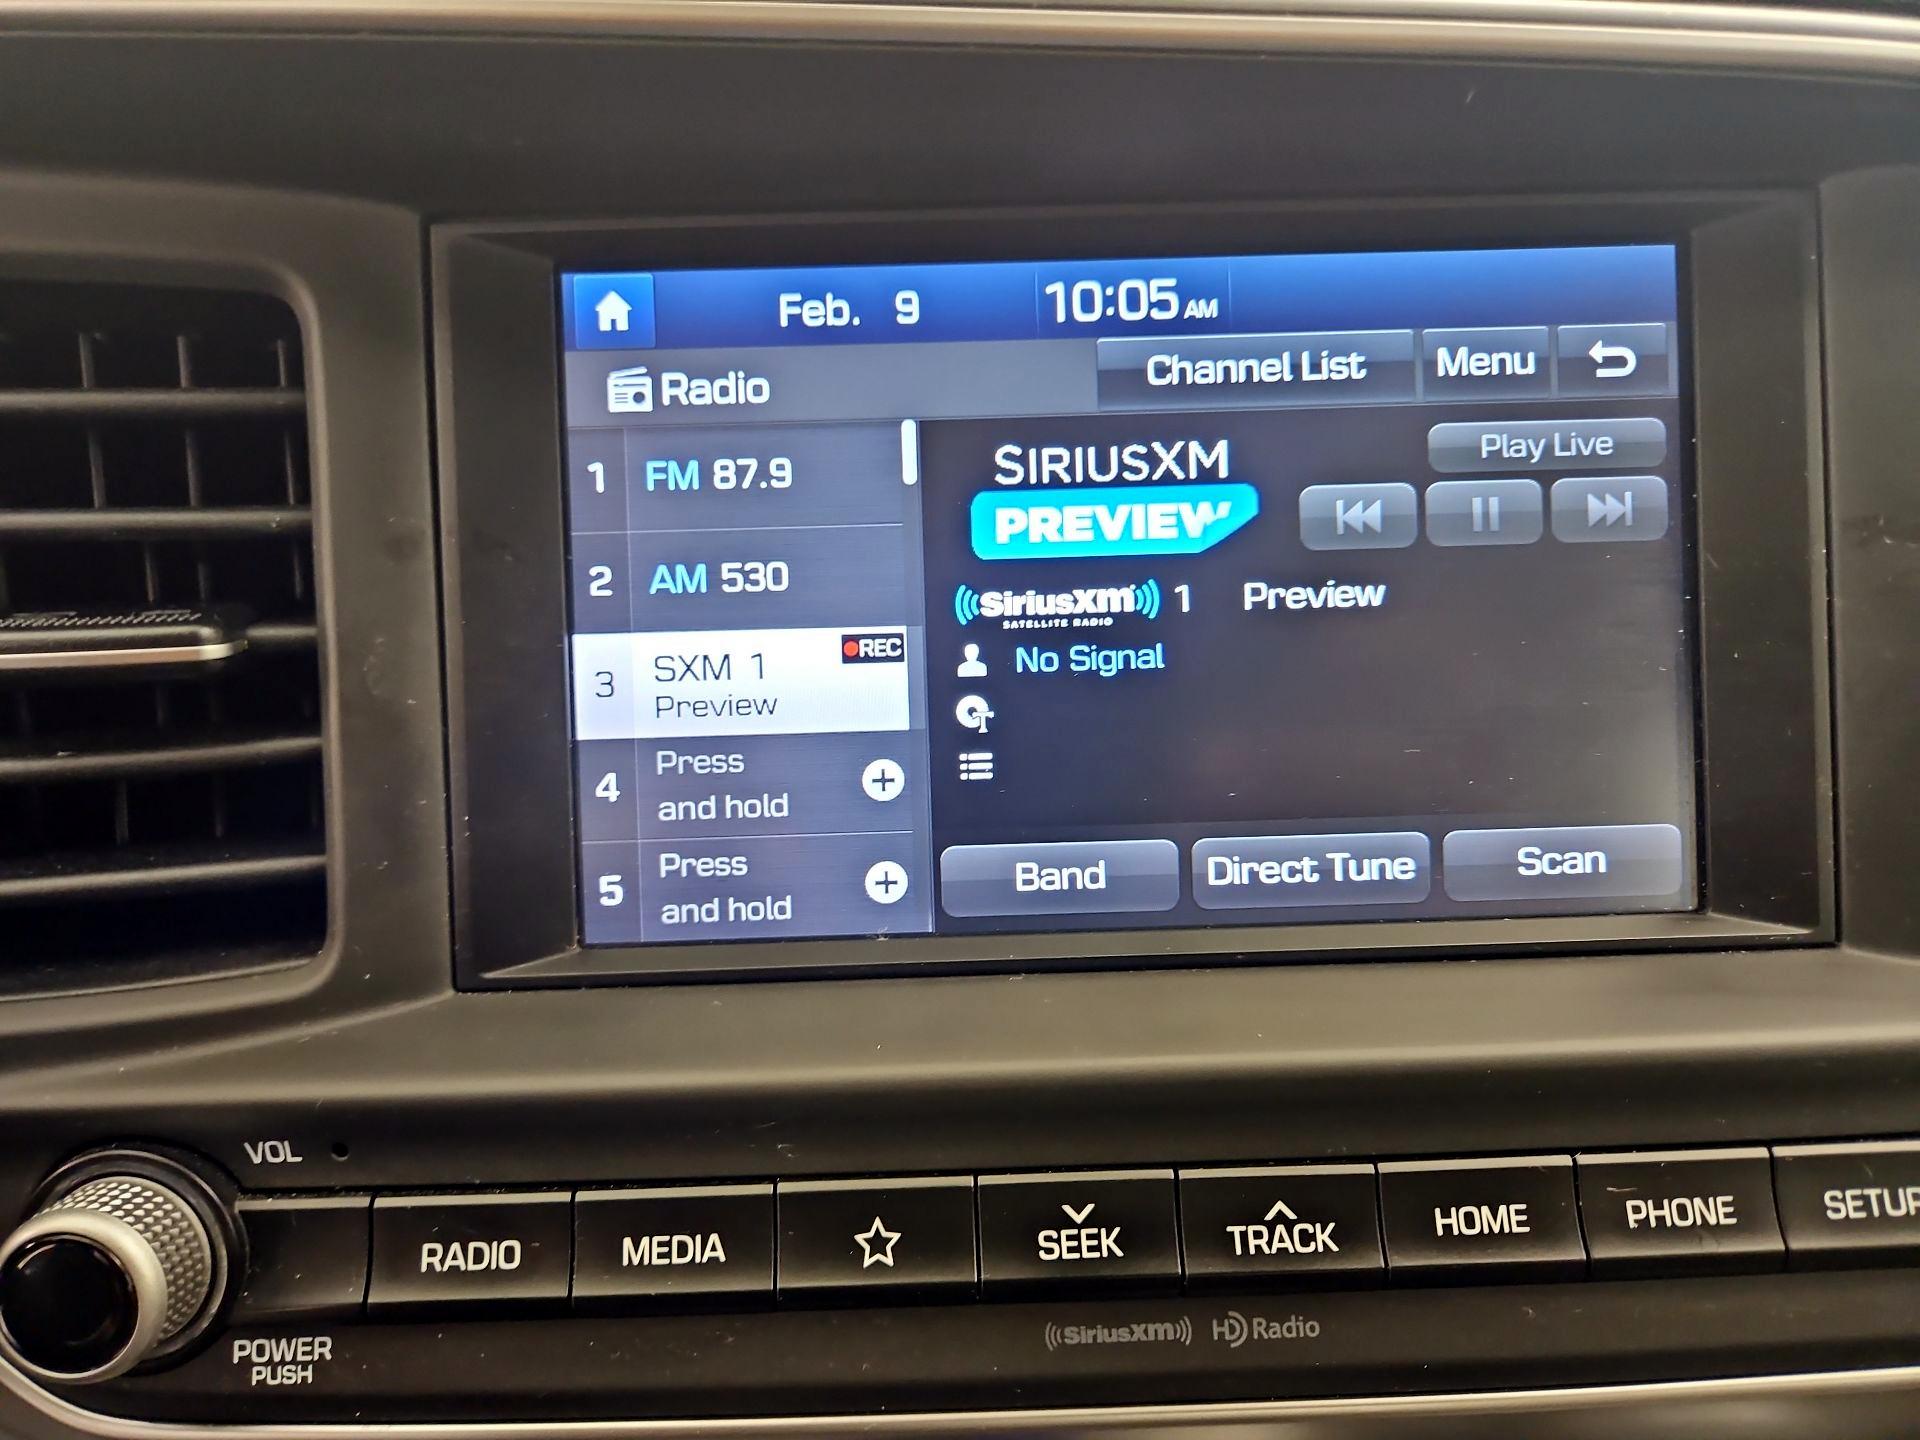 Feb. 9 10:05 AM
Radio
Channel List
Menu
1 FM 87.9
2 AM 530
3 SXM 1
REC
Preview
4 Press
and hold
5 Press
and hold
SIRIUSXM
PREVIEW
Play Live
((SiriusXM)) 1 Preview
SATELLITE RADIO
No Signal
Band
Direct Tune
Scan
VOL
RADIO
MEDIA
SEEK
TRACK
HOME
PHONE
SETUP
POWER
PUSH
((SiriusXM)) HD Radio